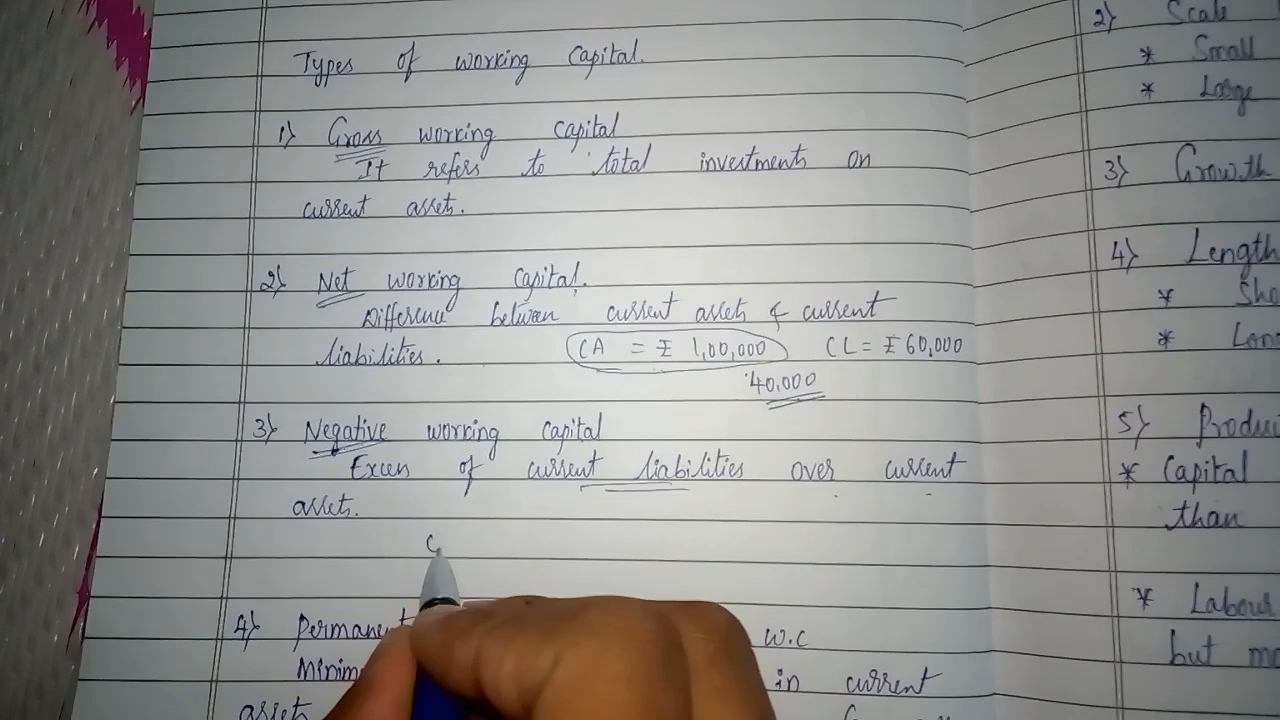 Types of working capital.
1) Gross working capital
It refers to total investments on
current assets.
2) Net working capital.
Difference between current assets & current
liabilities. CA = ₤ 1,00,000 CL = ₤ 60,000
40,000
3) Negative working capital
Excess of current liabilities over current
assets.
C
4) Permanent W.C
in current
assets
2) Scale
* Small
* Large
3) Growth
4) Length
*
*
5)
* Capital
than
* Labour
but